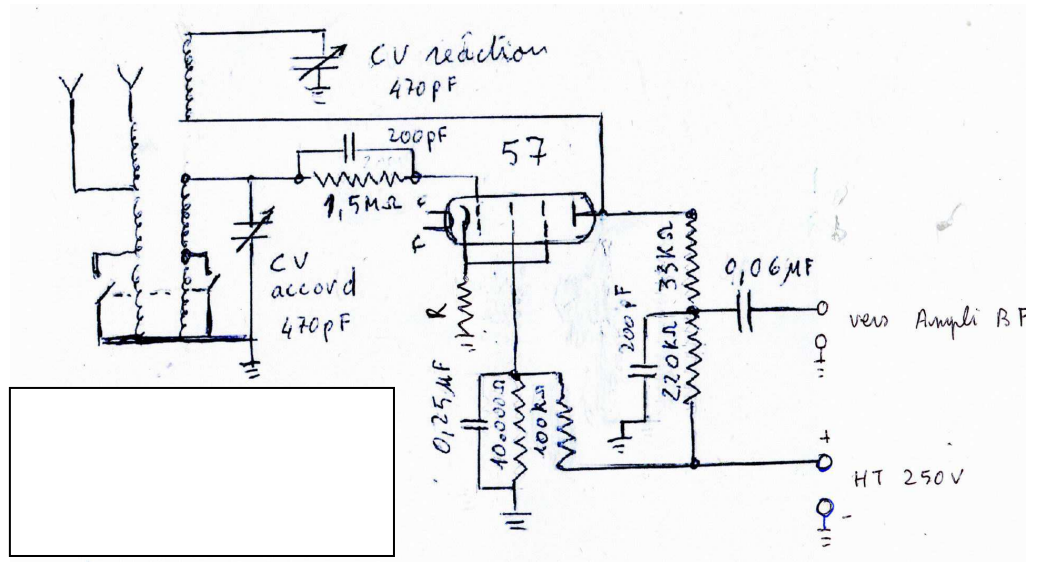 CV réaction
470pF
200pF
57
1,5MΩ
F
CV
accord
470pF
R
33KΩ
0,06µF
200pF
220KΩ
vers Ampli BF
0,25µF
10.000Ω
100KΩ
+
HT 250V
-